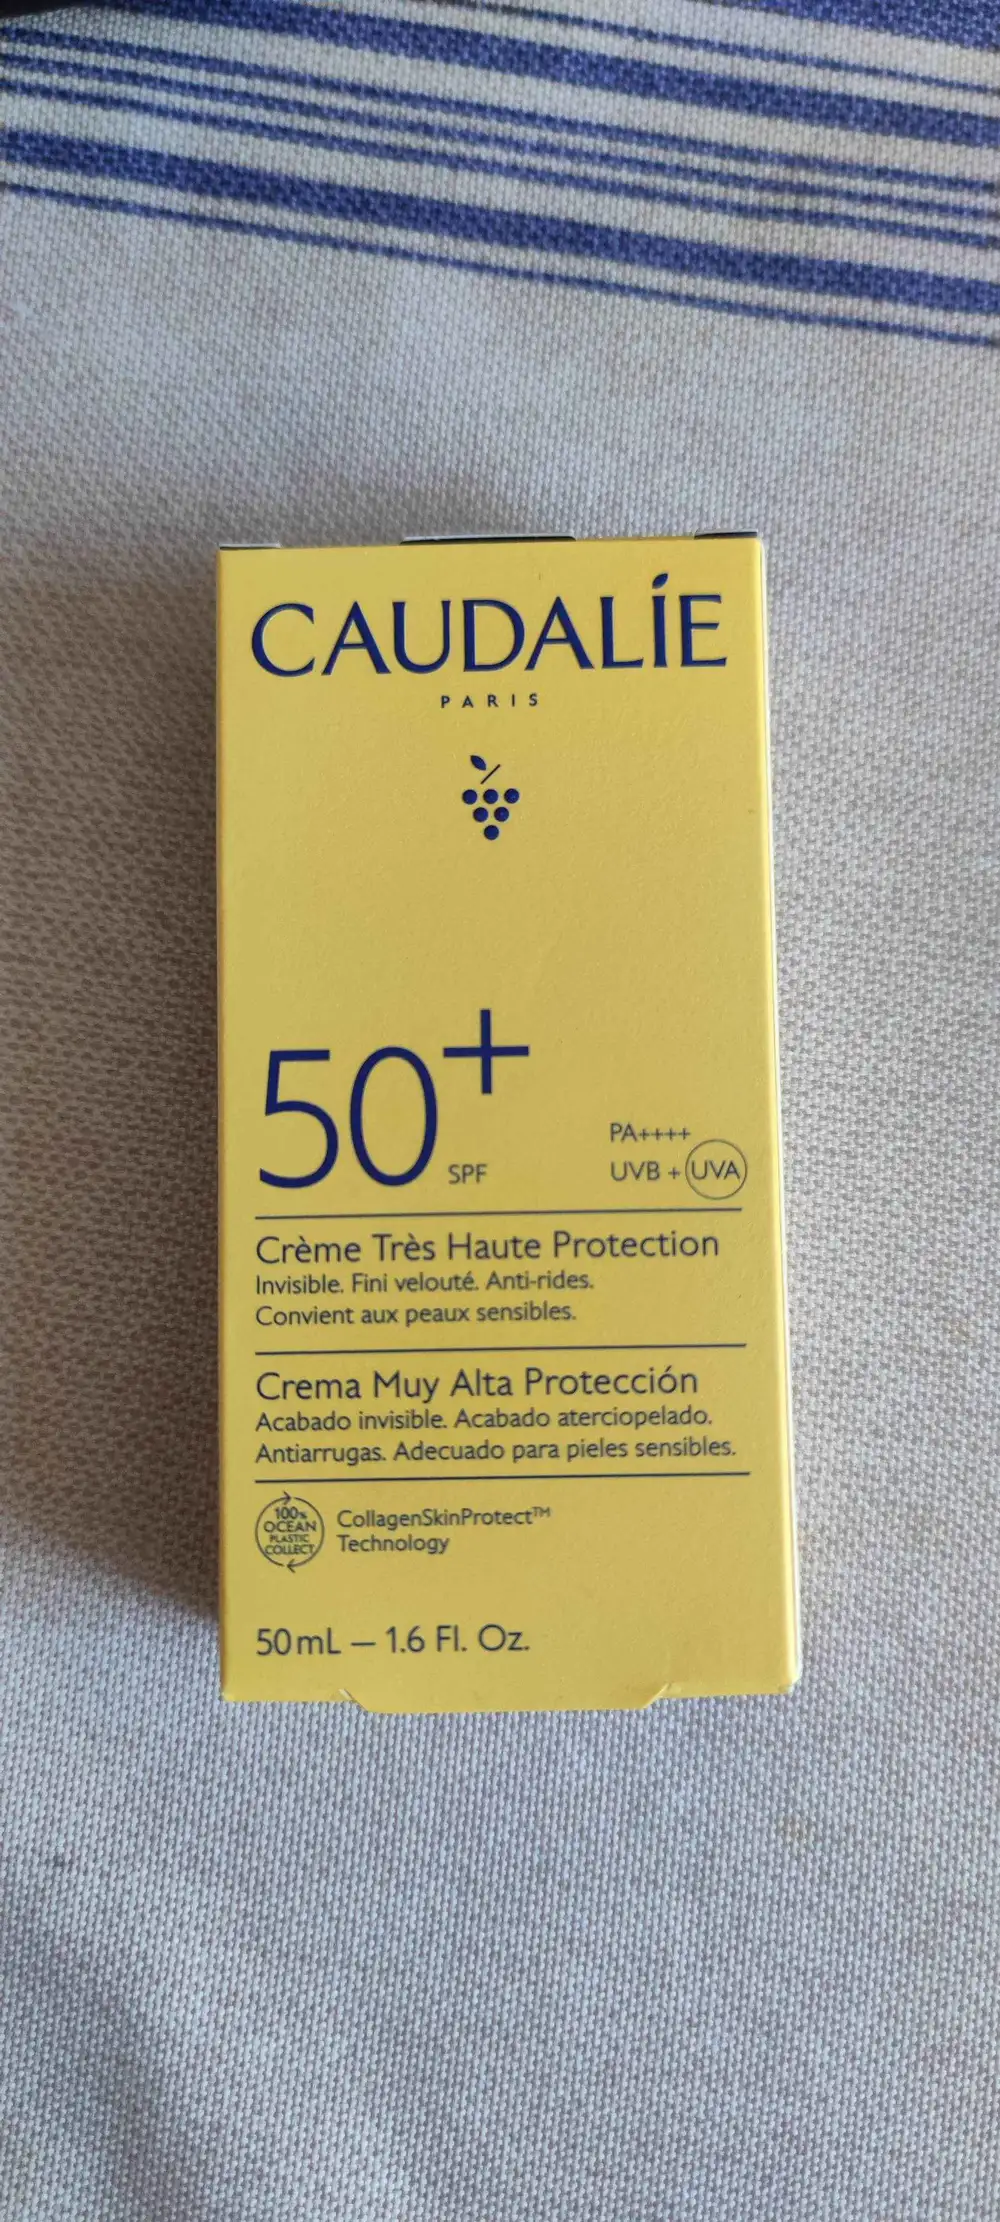 CAUDALÍE
PARIS
50+
SPF
PA++++
UVB + UVA
Crème Très Haute Protection
Invisible. Fini velouté. Anti-rides.
Convient aux peaux sensibles.
Crema Muy Alta Protección
Acabado invisible. Acabado aterciopelado.
Antiarrugas. Adecuado para pieles sensibles.
100%
OCEAN
PLASTIC
COLLECT
CollagenSkinProtect™
Technology
50mL — 1.6 Fl. Oz.